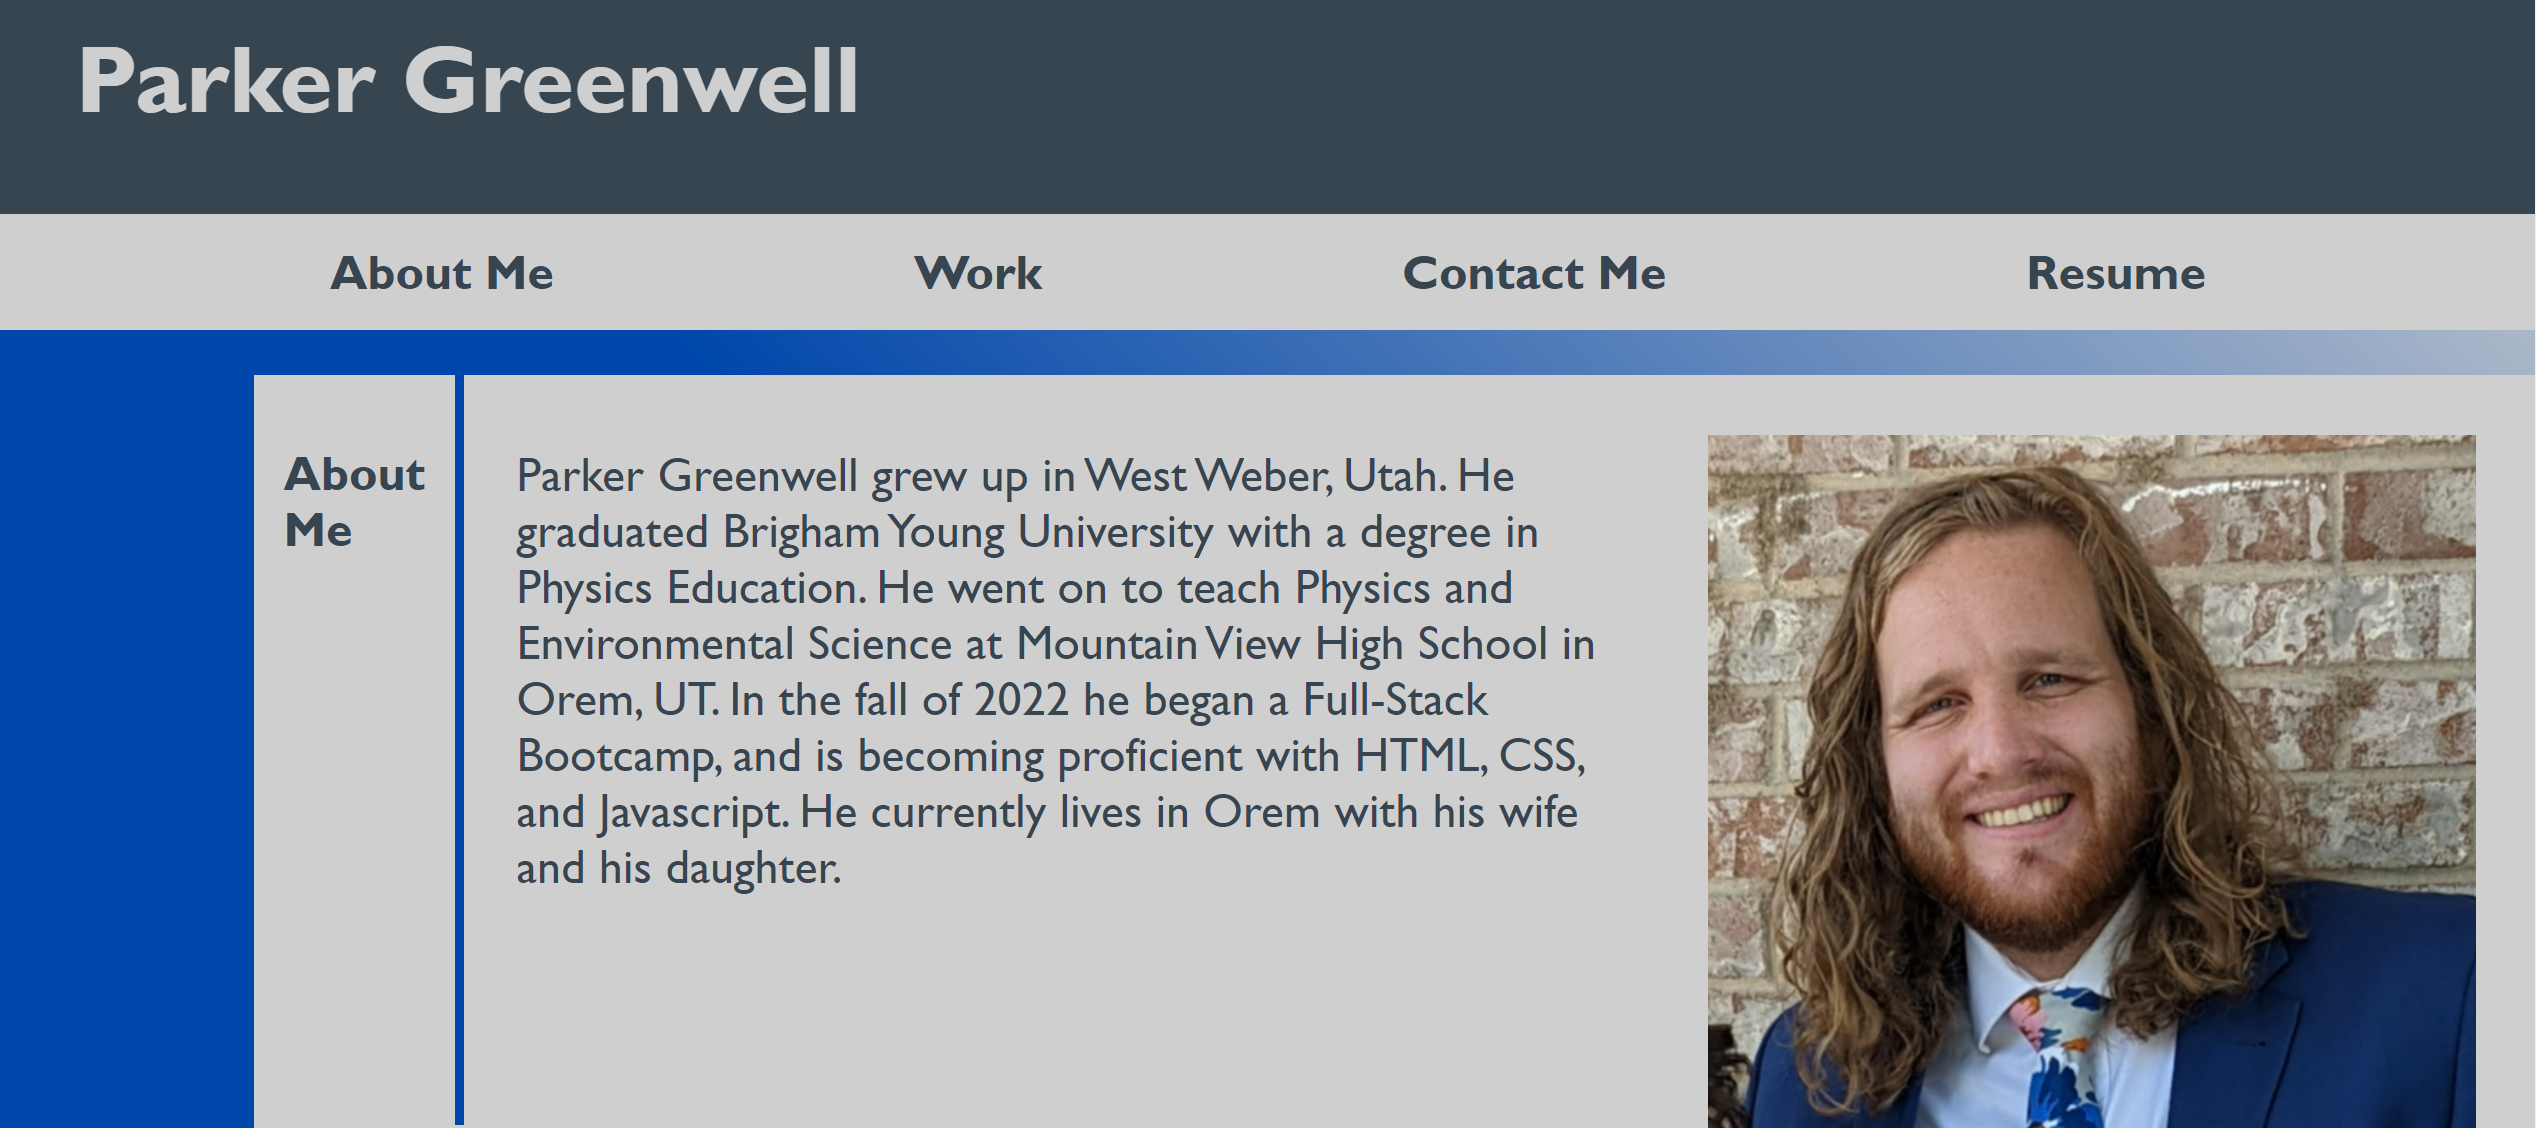 Parker Greenwell
About Me Work Contact Me Resume
About
Me
Parker Greenwell grew up in West Weber, Utah. He
graduated Brigham Young University with a degree in
Physics Education. He went on to teach Physics and
Environmental Science at Mountain View High School in
Orem, UT. In the fall of 2022 he began a Full-Stack
Bootcamp, and is becoming proficient with HTML, CSS,
and Javascript. He currently lives in Orem with his wife
and his daughter.